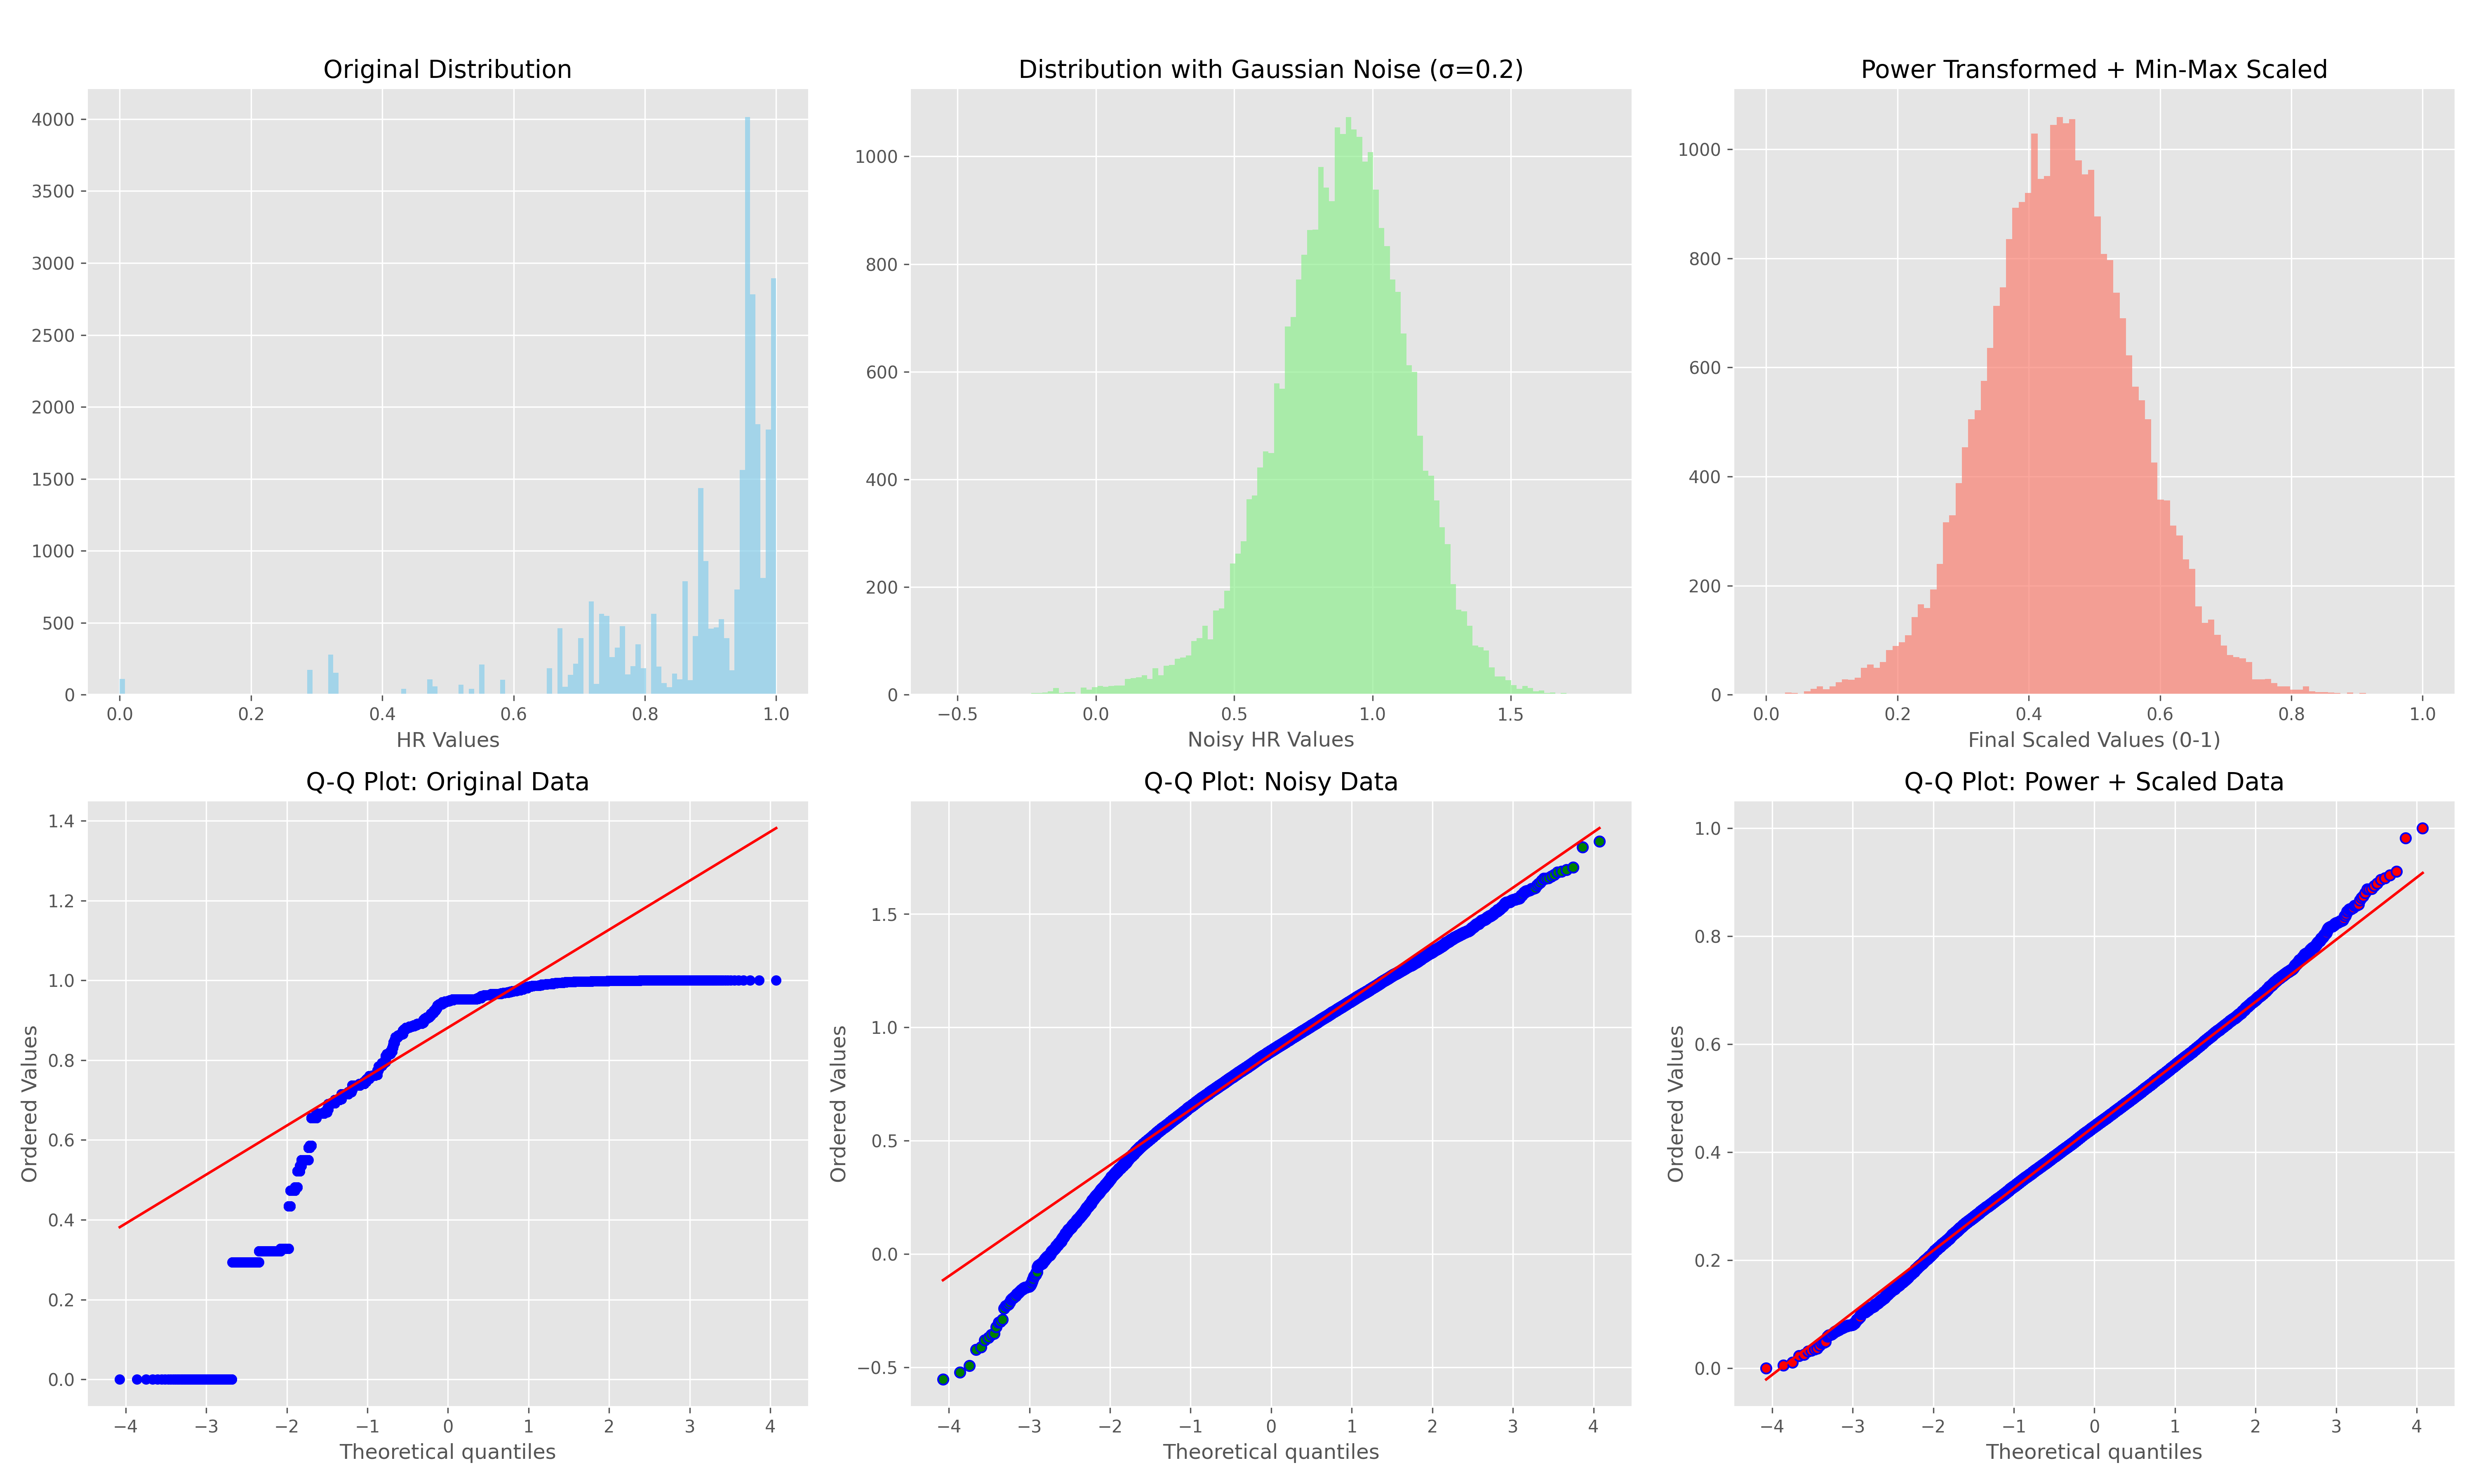 Original Distribution
4000
3500
3000
2500
2000
1500
1000
500
0
0.0 0.2 0.4 0.6 0.8 1.0
HR Values
Distribution with Gaussian Noise (σ=0.2)
1000
800
600
400
200
0
−0.5 0.0 0.5 1.0 1.5
Noisy HR Values
Power Transformed + Min-Max Scaled
1000
800
600
400
200
0
0.0 0.2 0.4 0.6 0.8 1.0
Final Scaled Values (0-1)
Q-Q Plot: Original Data
Ordered Values
1.4
1.2
1.0
0.8
0.6
0.4
0.2
0.0
−4 −3 −2 −1 0 1 2 3 4
Theoretical quantiles
Q-Q Plot: Noisy Data
Ordered Values
1.5
1.0
0.5
0.0
−0.5
−4 −3 −2 −1 0 1 2 3 4
Theoretical quantiles
Q-Q Plot: Power + Scaled Data
Ordered Values
1.0
0.8
0.6
0.4
0.2
0.0
−4 −3 −2 −1 0 1 2 3 4
Theoretical quantiles